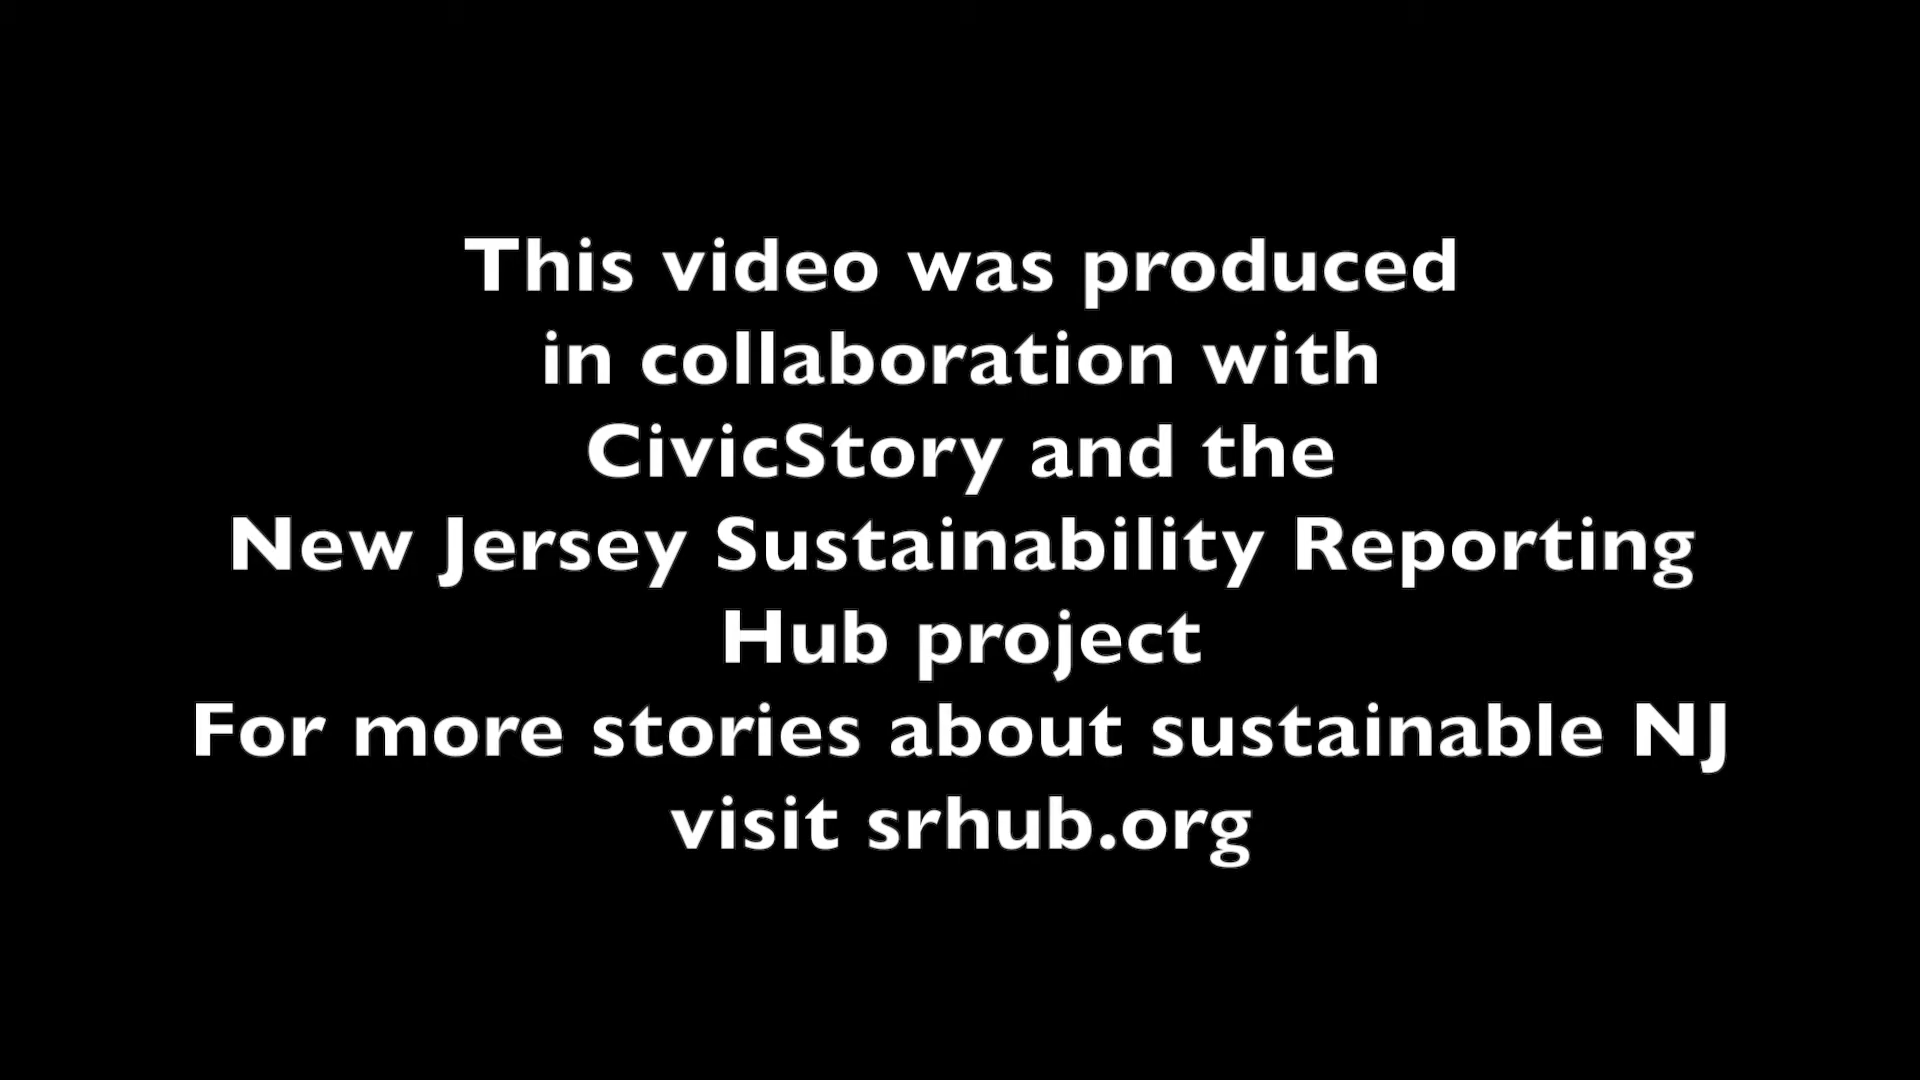 This video was produced
in collaboration with
CivicStory and the
New Jersey Sustainability Reporting
Hub project
For more stories about sustainable NJ
visit srhub.org